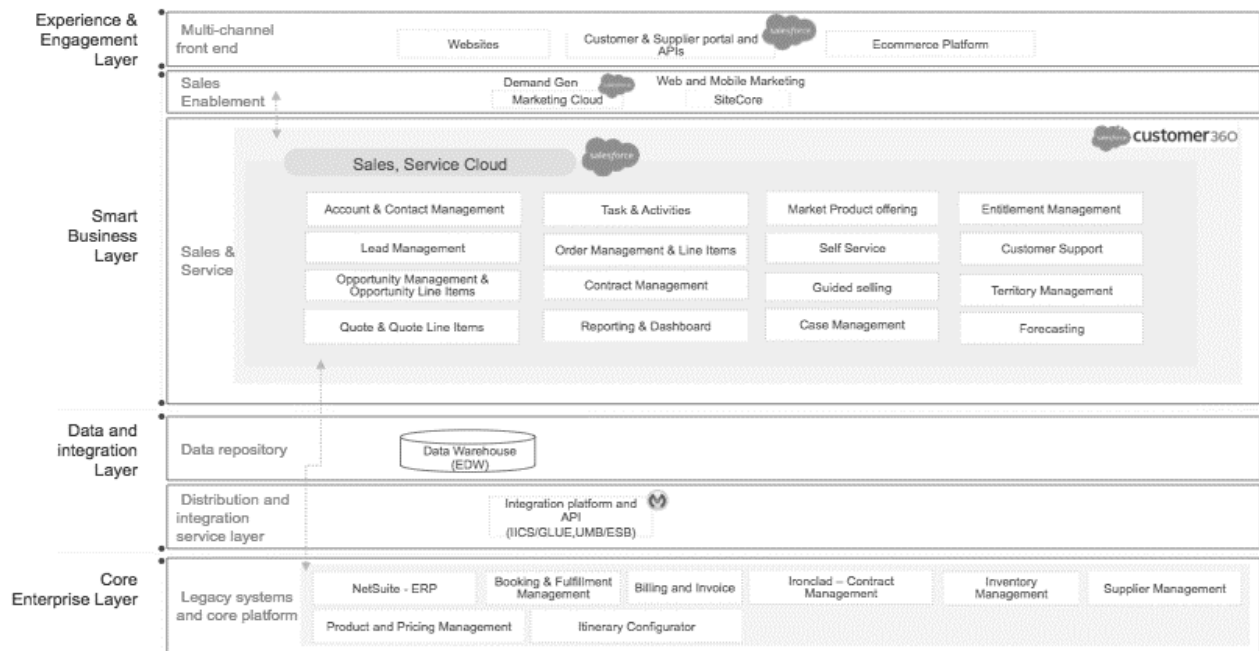 Experience &
Engagement
Layer
Multi-channel
front end
Websites
Customer & Supplier portal and
APIs
salesforce
Ecommerce Platform
Sales
Enablement
Demand Gen
salesforce
Marketing Cloud
Web and Mobile Marketing
SiteCore
Smart
Business
Layer
Sales &
Service
salesforce customer360
Sales, Service Cloud
salesforce
Account & Contact Management
Task & Activities
Market Product offering
Entitlement Management
Lead Management
Order Management & Line Items
Self Service
Customer Support
Opportunity Management &
Opportunity Line Items
Contract Management
Guided selling
Territory Management
Quote & Quote Line Items
Reporting & Dashboard
Case Management
Forecasting
Data and
integration
Layer
Data repository
Data Warehouse
(EDW)
Distribution and
integration
service layer
Integration platform and
API
(IICS/GLUE,UMB/ESB)
Core
Enterprise Layer
Legacy systems
and core platform
NetSuite - ERP
Booking & Fulfillment
Management
Billing and Invoice
Ironclad – Contract
Management
Inventory
Management
Supplier Management
Product and Pricing Management
Itinerary Configurator